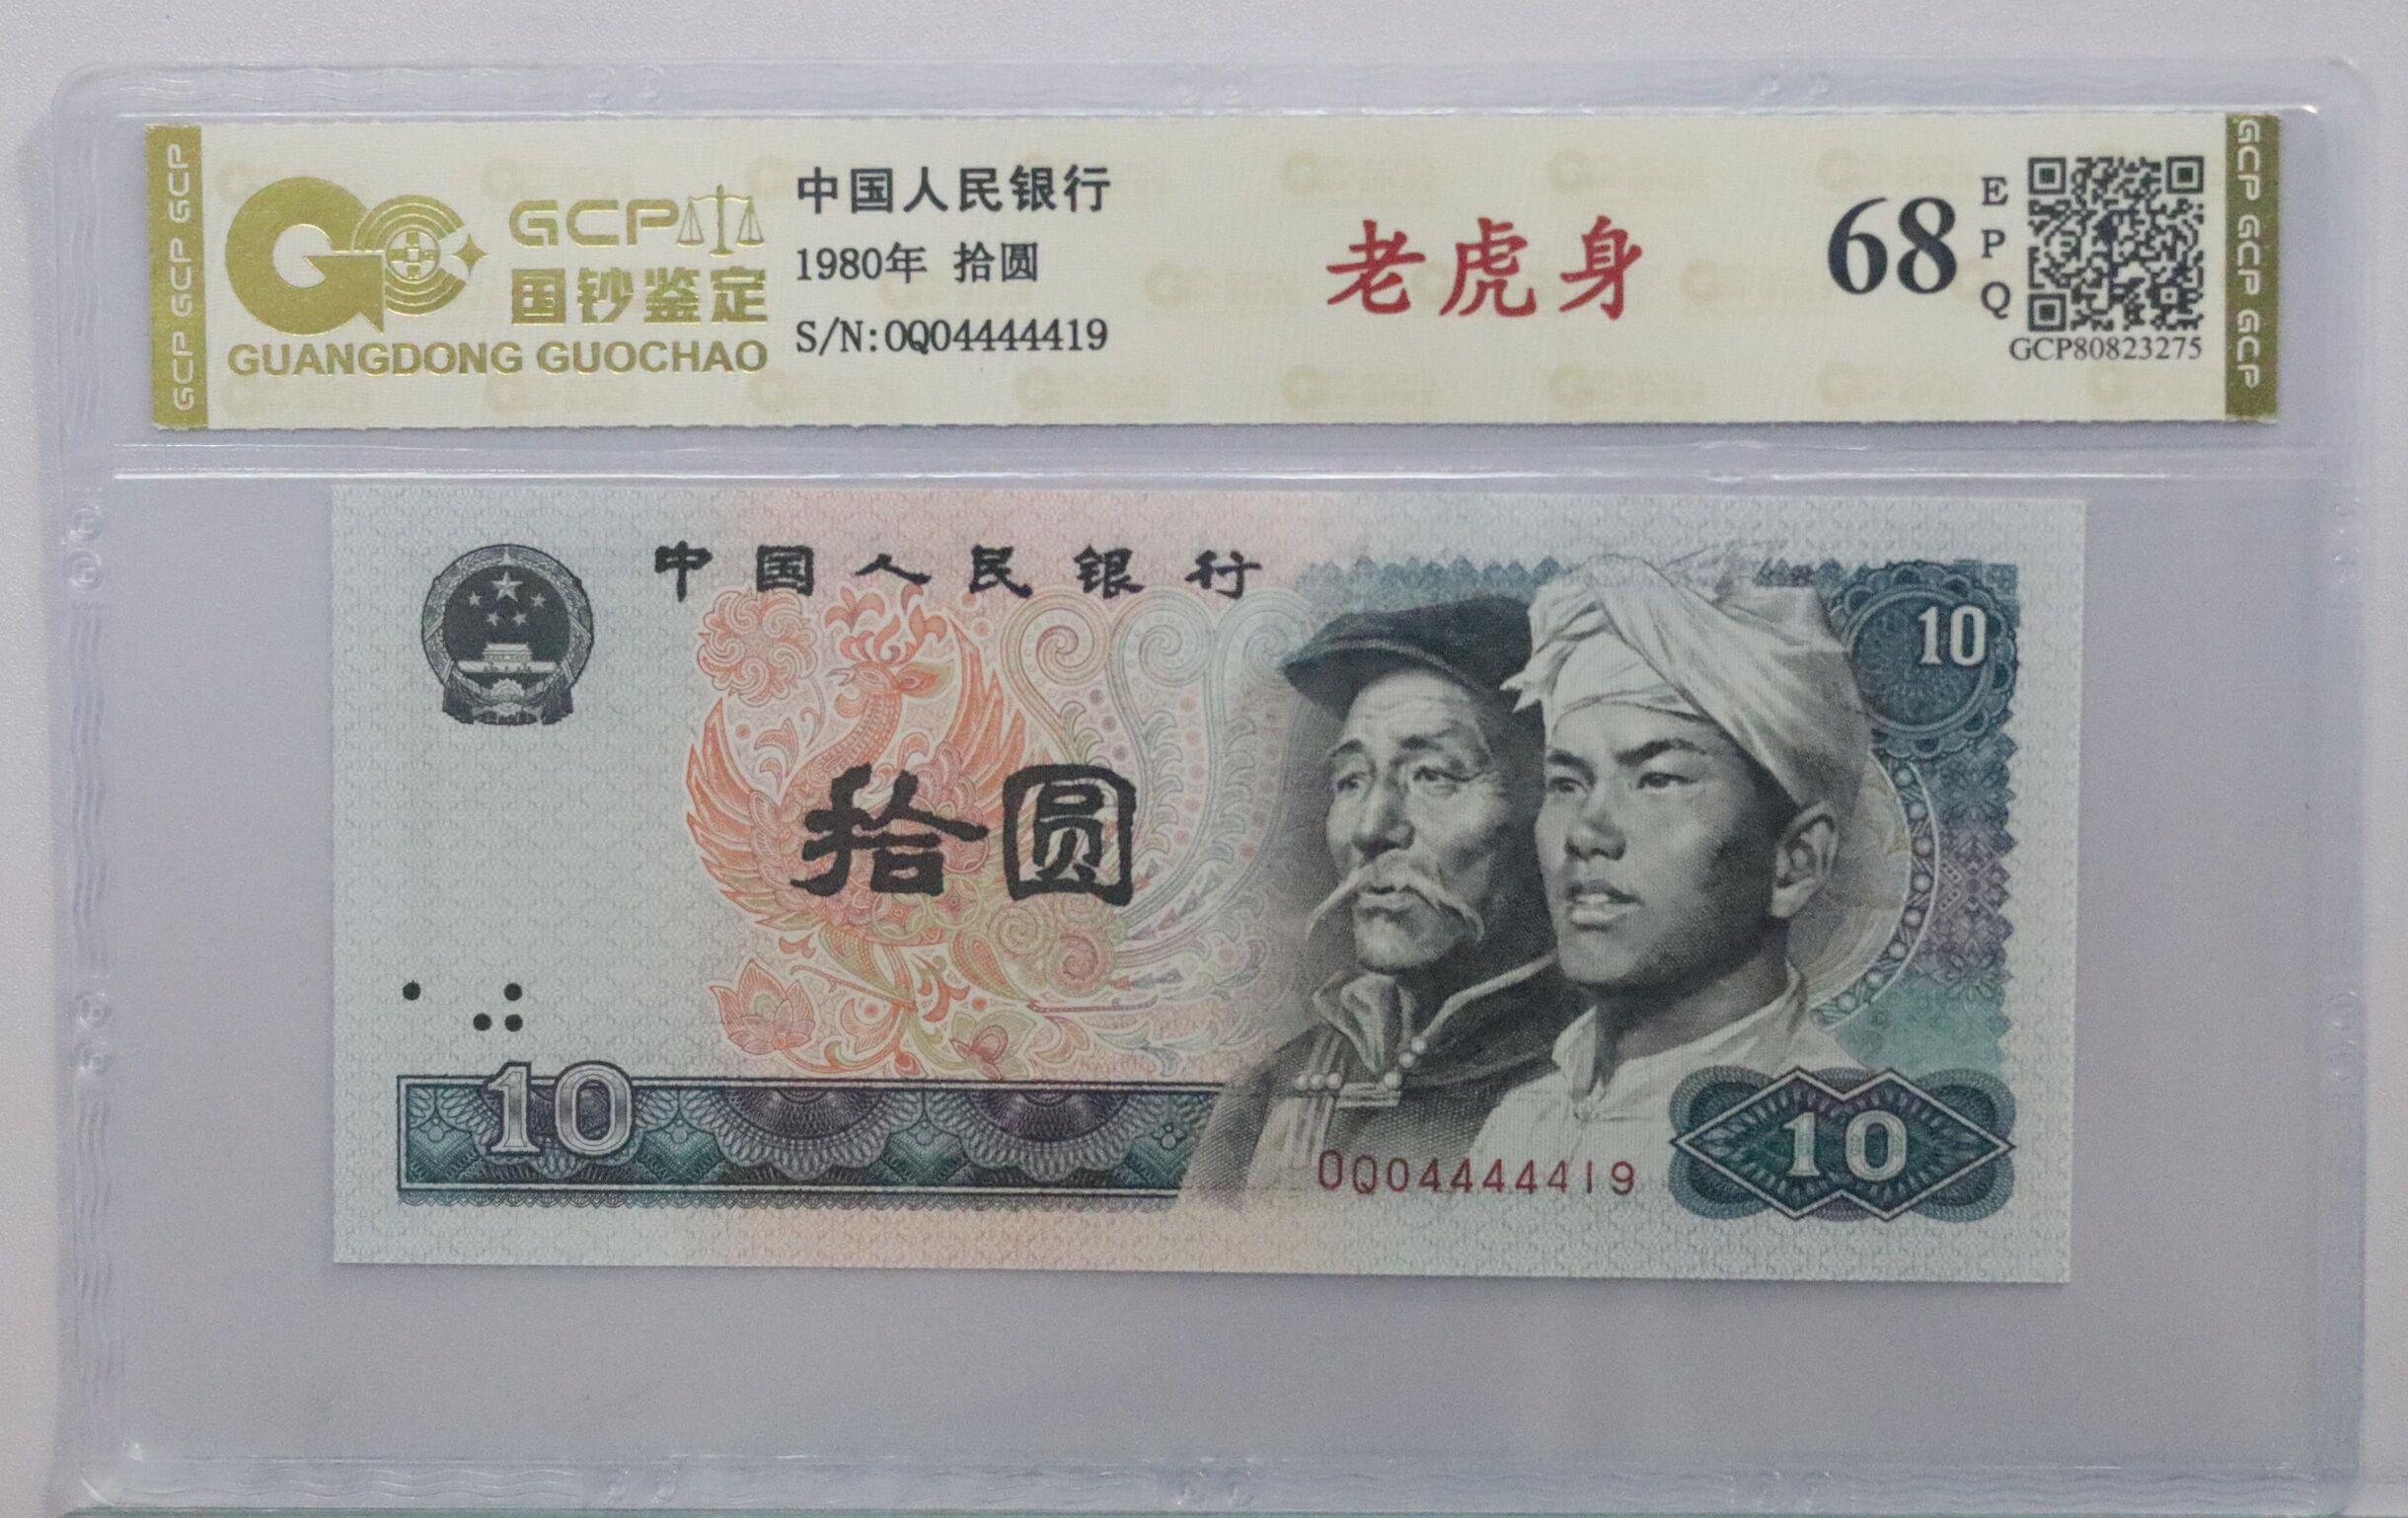 GCP GCP GCP
GCP
国钞鉴定
GUANGDONG GUOCHAO
中国人民银行
1980年 拾圆
S/N:0Q04444419
老虎身
68
E
P
Q
GCP80823275
GCP GCP GCP
中国人民银行
10
拾圆
10
0Q04444419
10